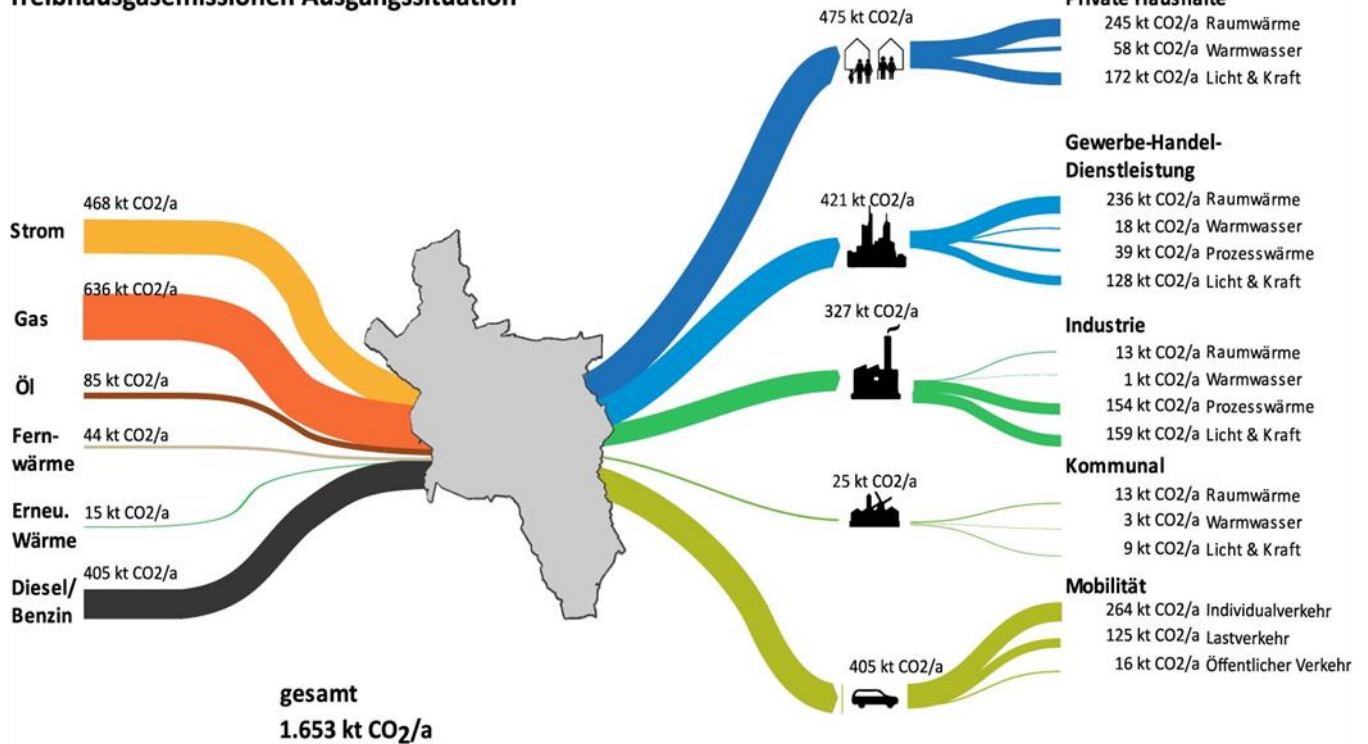 Treibhausgasemissionen Ausgangssituation
468 kt CO2/a
Strom
636 kt CO2/a
Gas
85 kt CO2/a
Öl
44 kt CO2/a
Fern-
wärme
15 kt CO2/a
Erneu.
Wärme
405 kt CO2/a
Diesel/
Benzin
gesamt
1.653 kt CO2/a
475 kt CO2/a
Private Haushalte
245 kt CO2/a Raumwärme
58 kt CO2/a Warmwasser
172 kt CO2/a Licht & Kraft
421 kt CO2/a
Gewerbe-Handel-
Dienstleistung
236 kt CO2/a Raumwärme
18 kt CO2/a Warmwasser
39 kt CO2/a Prozesswärme
128 kt CO2/a Licht & Kraft
327 kt CO2/a
Industrie
13 kt CO2/a Raumwärme
1 kt CO2/a Warmwasser
154 kt CO2/a Prozesswärme
159 kt CO2/a Licht & Kraft
25 kt CO2/a
Kommunal
13 kt CO2/a Raumwärme
3 kt CO2/a Warmwasser
9 kt CO2/a Licht & Kraft
405 kt CO2/a
Mobilität
264 kt CO2/a Individualverkehr
125 kt CO2/a Lastverkehr
16 kt CO2/a Öffentlicher Verkehr